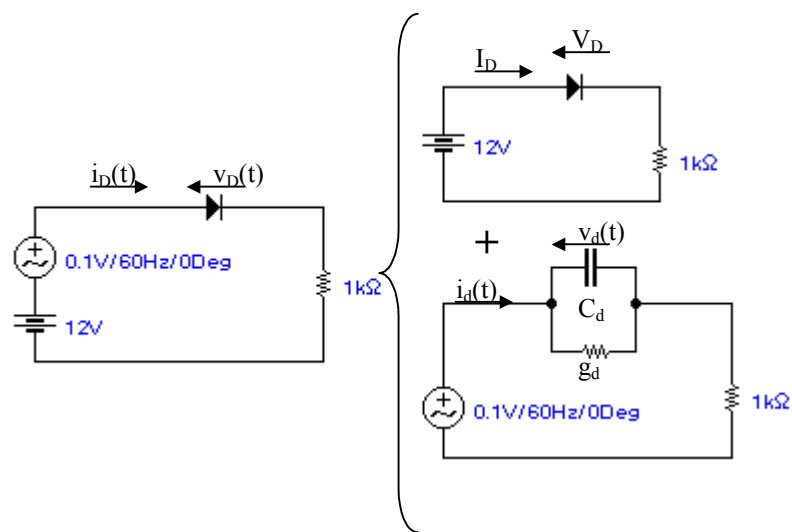 i_D(t)
v_D(t)
0.1V/60Hz/0Deg
12V
1kΩ
I_D
V_D
12V
1kΩ
+
v_d(t)
i_d(t)
C_d
g_d
0.1V/60Hz/0Deg
1kΩ